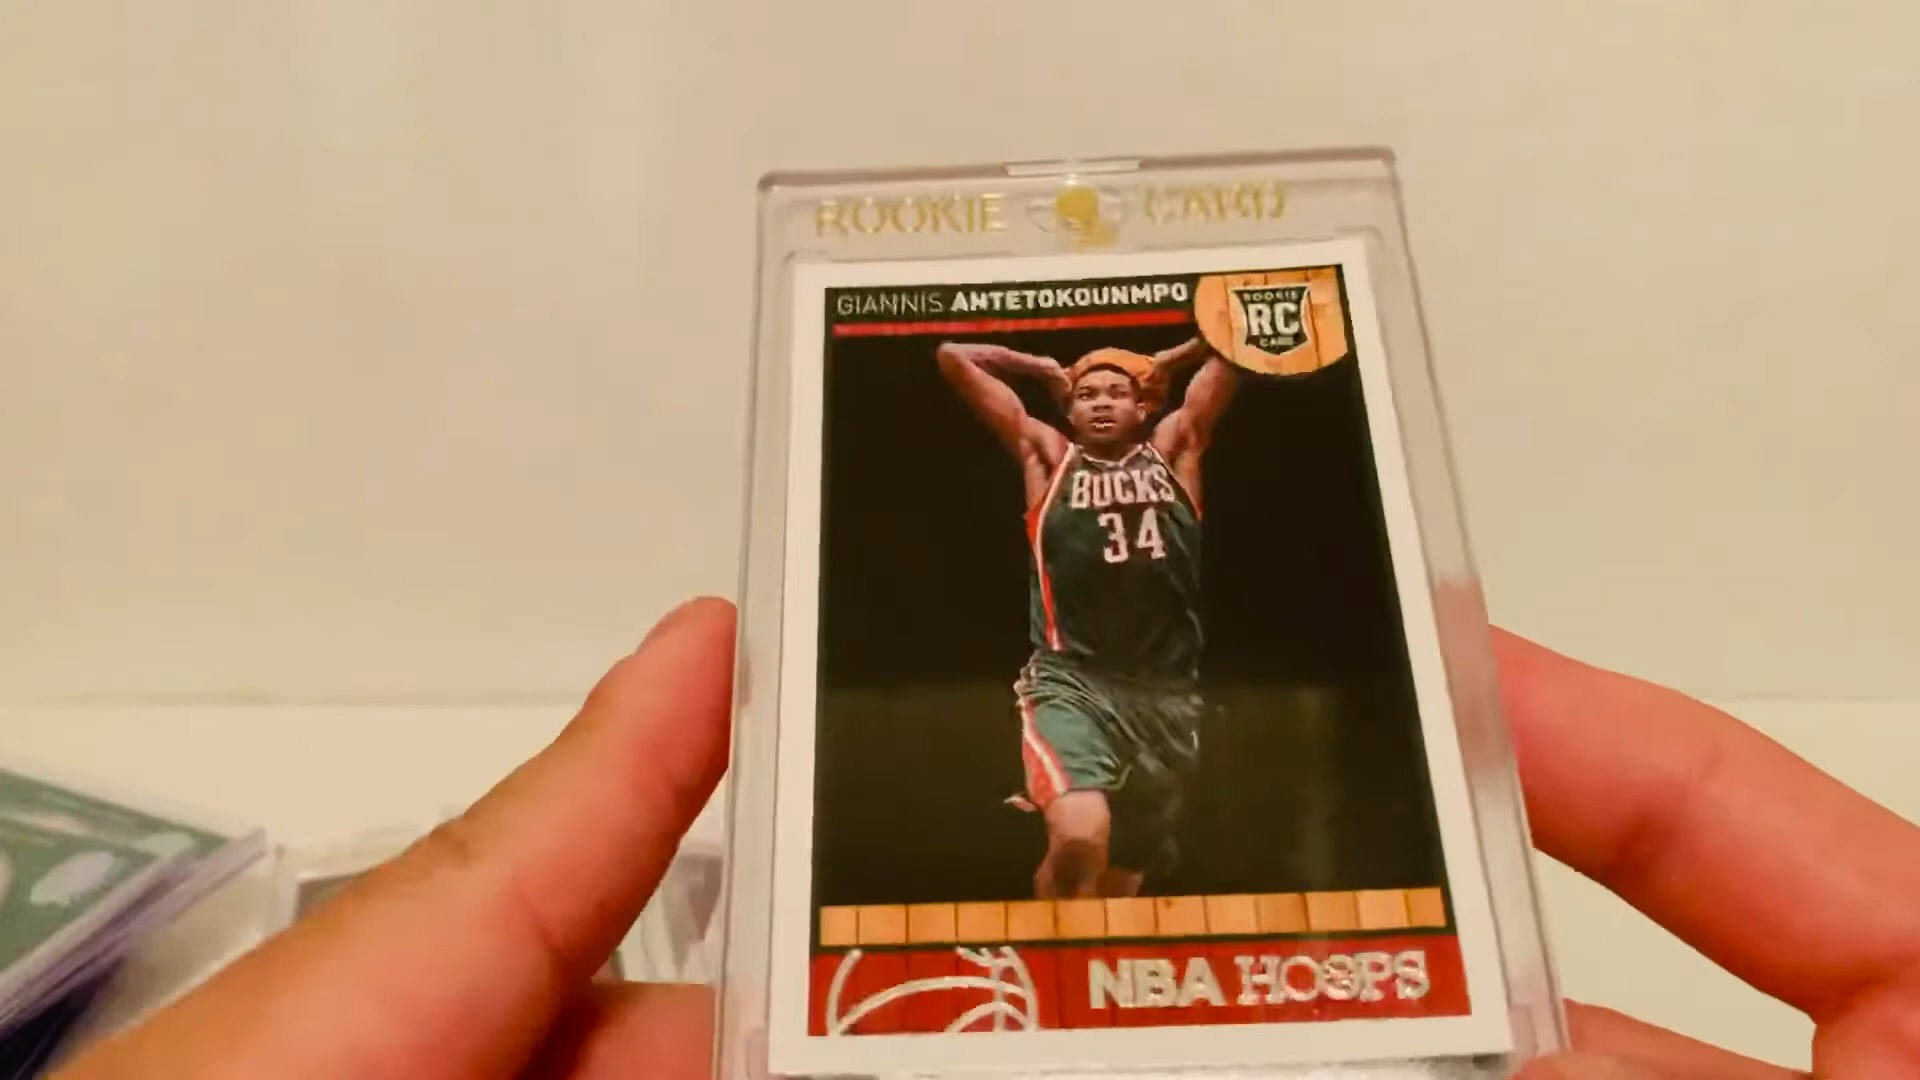 ROOKIE CARD
GIANNIS ANTETOKOUNMPO
ROOKIE
RC
CARD
BUCKS
34
NBA HOOPS